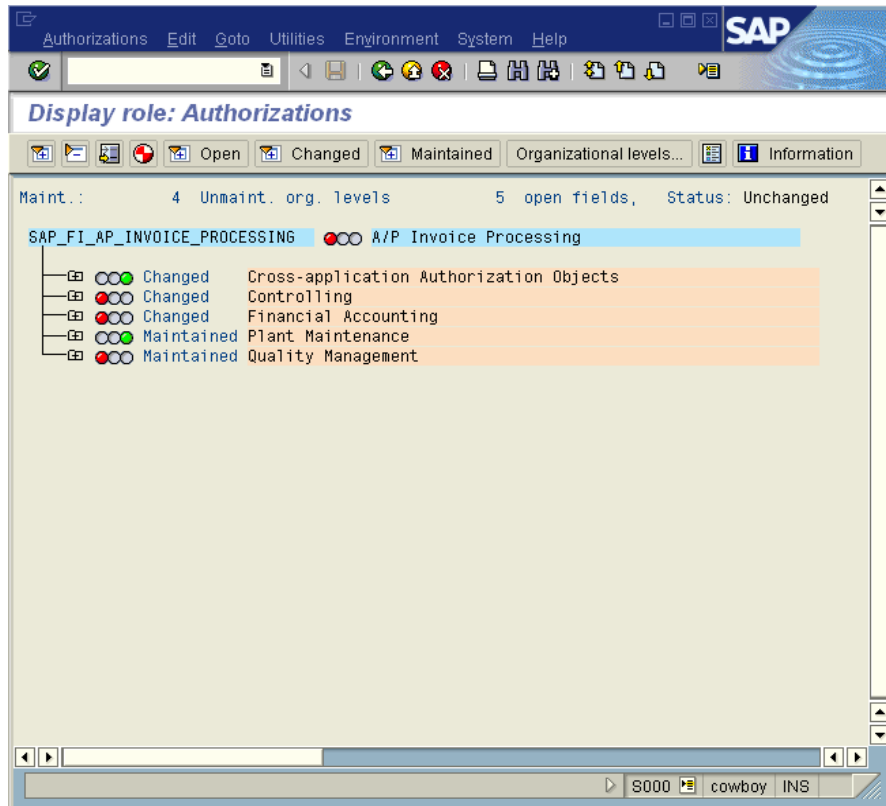 SAP
Authorizations Edit Goto Utilities Environment System Help
Display role: Authorizations
Open Changed Maintained Organizational levels... Information
Maint.: 4 Unmaint. org. levels 5 open fields, Status: Unchanged
SAP_FI_AP_INVOICE_PROCESSING A/P Invoice Processing
Changed Cross-application Authorization Objects
Changed Controlling
Changed Financial Accounting
Maintained Plant Maintenance
Maintained Quality Management
S000 cowboy INS